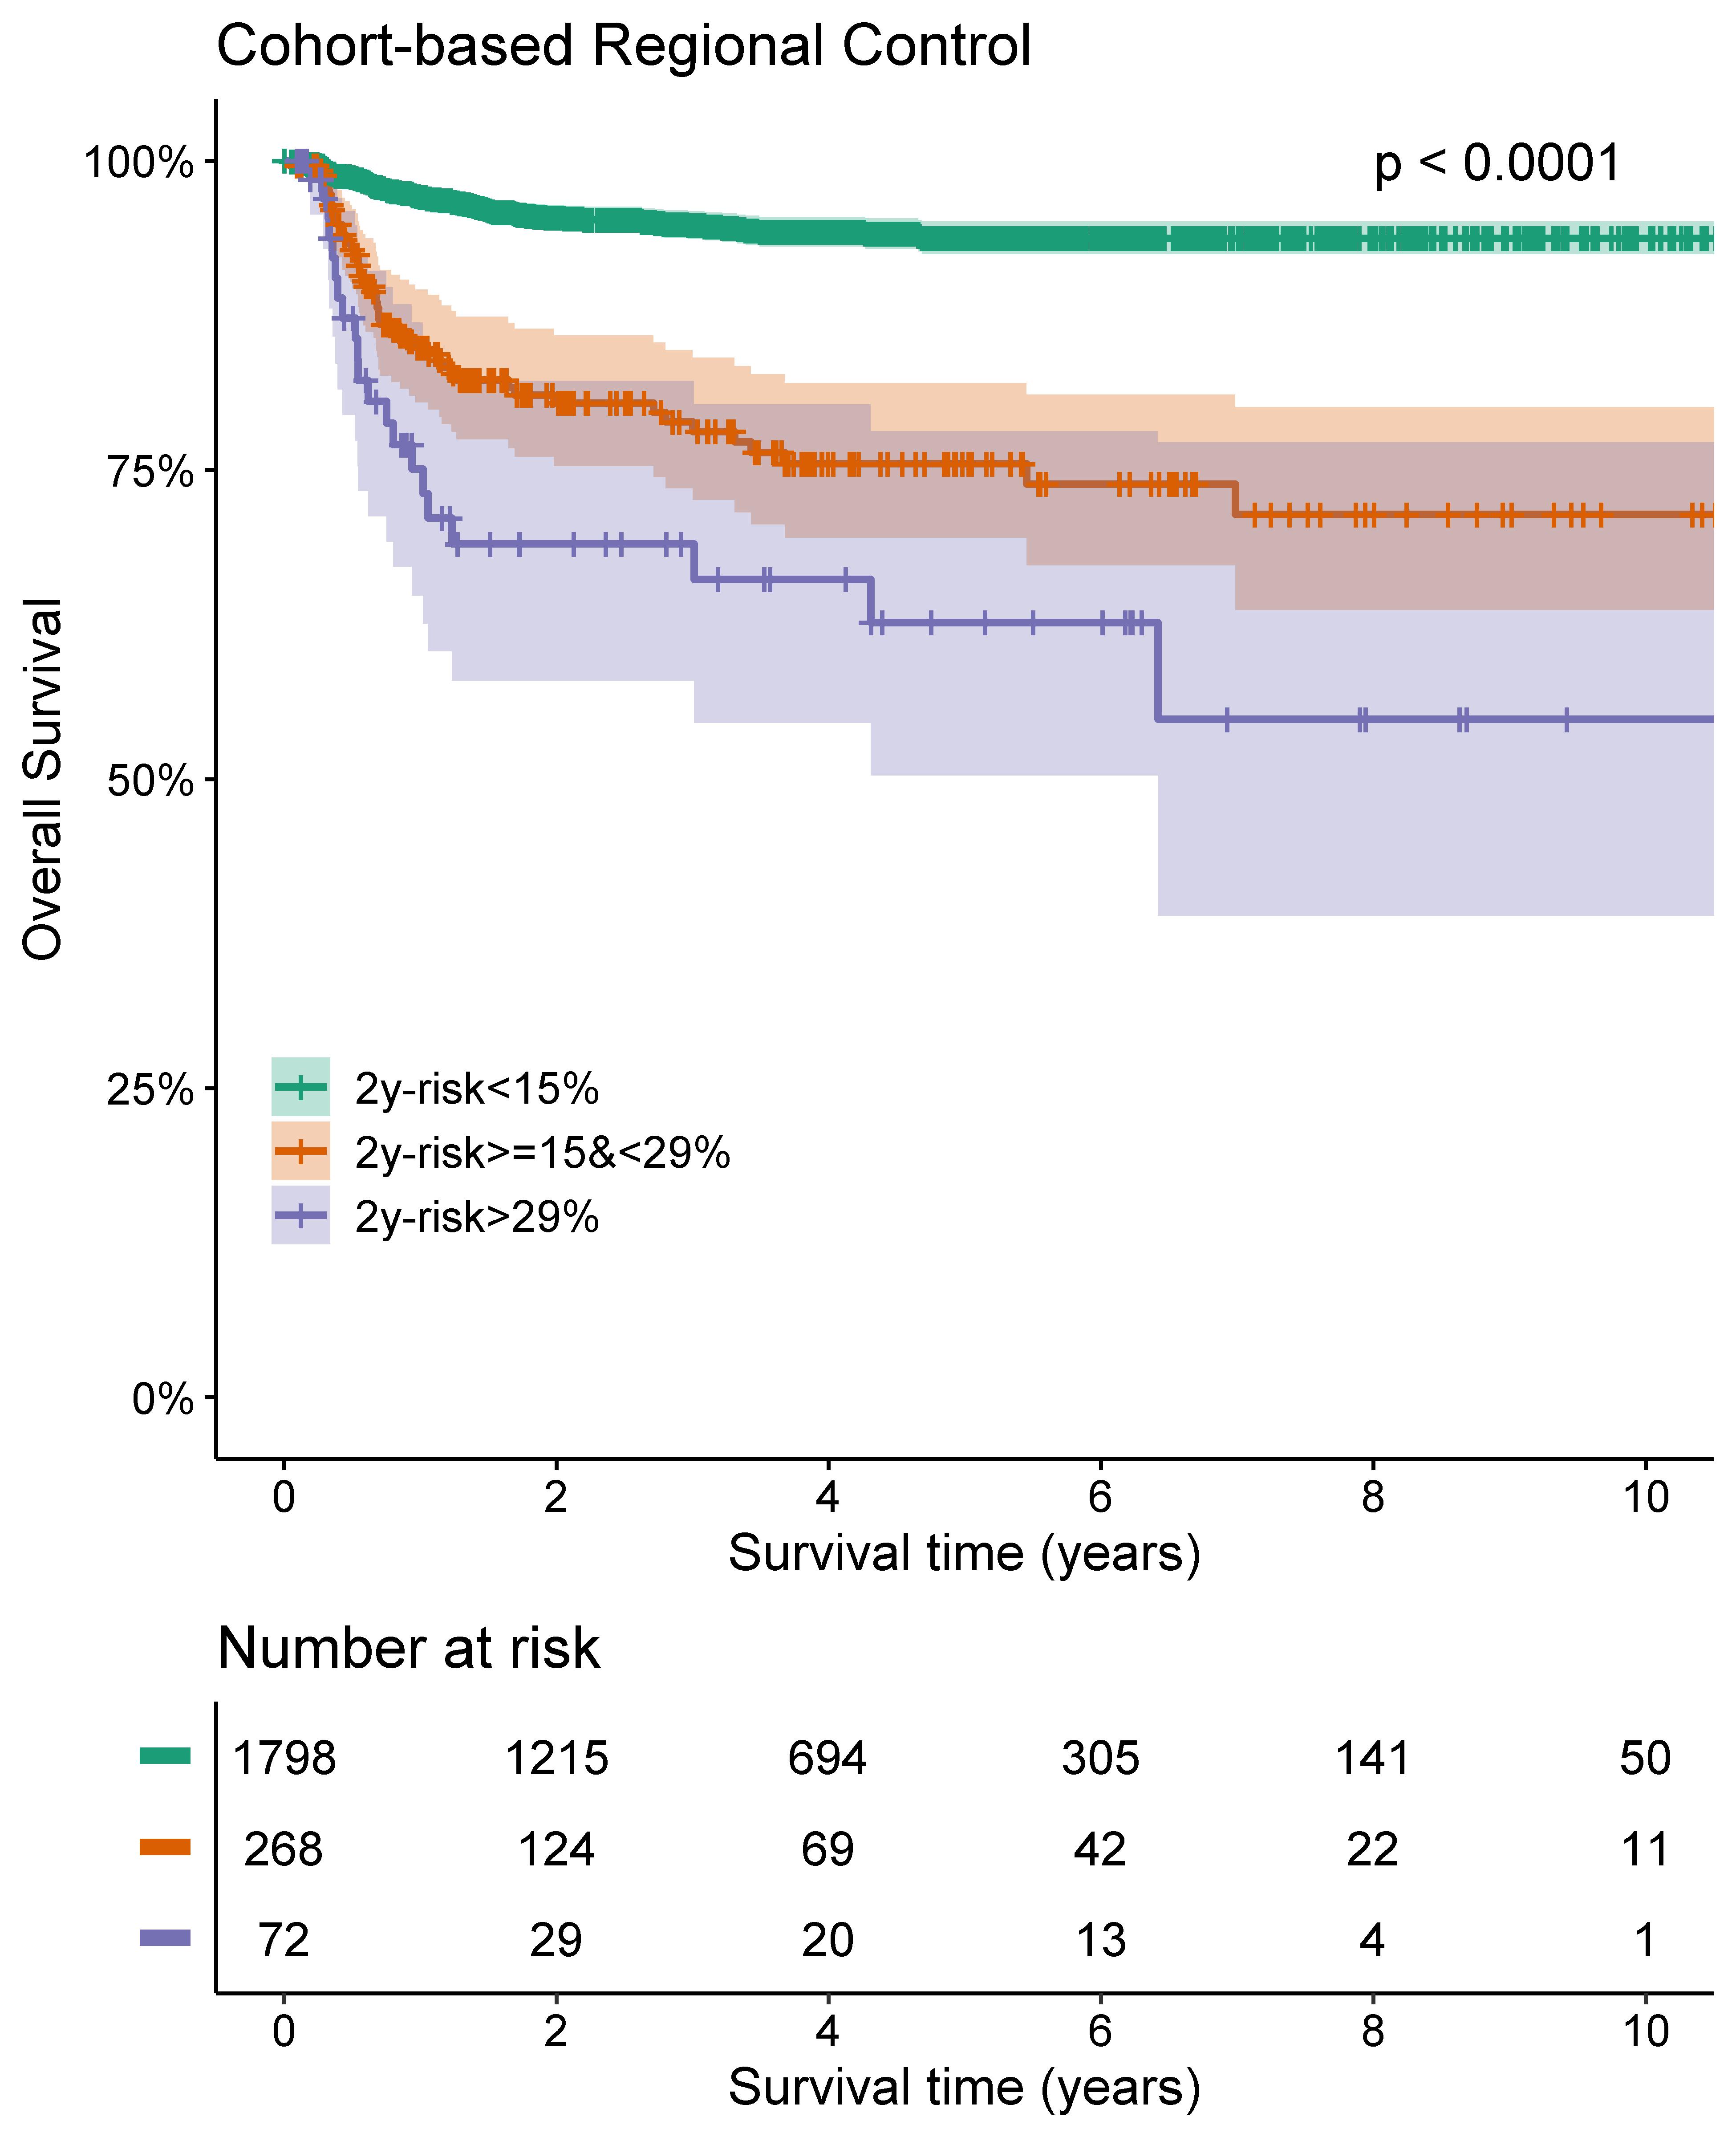 Cohort-based Regional Control
p < 0.0001
100%
75%
50%
25%
0%
Overall Survival
2y-risk<15%
2y-risk>=15&<29%
2y-risk>29%
0 2 4 6 8 10
Survival time (years)
Number at risk
1798 1215 694 305 141 50
268 124 69 42 22 11
72 29 20 13 4 1
0 2 4 6 8 10
Survival time (years)